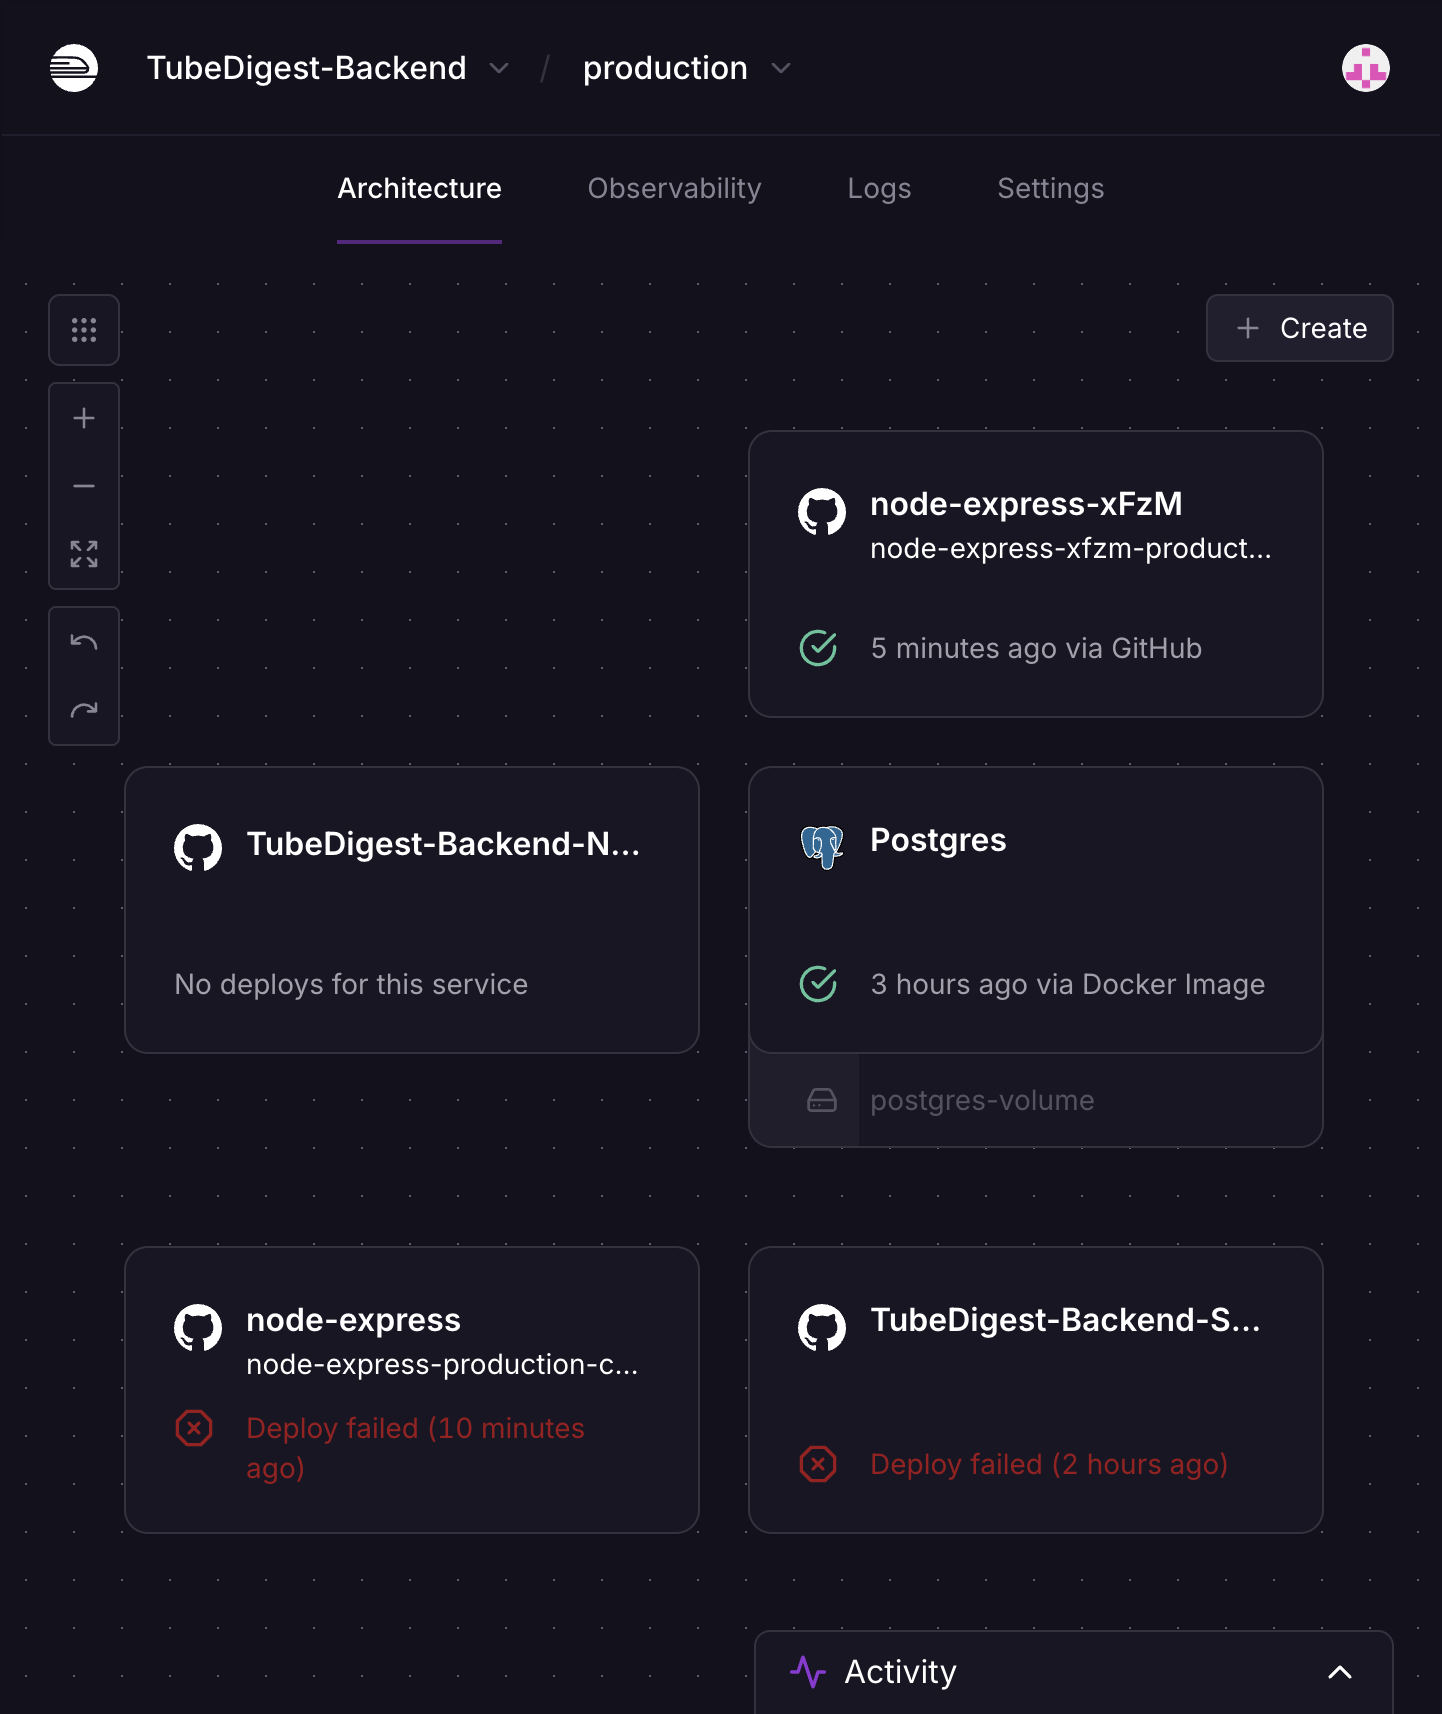 TubeDigest-Backend / production
Architecture Observability Logs Settings
Create
node-express-xFzM
node-express-xfzm-product...
5 minutes ago via GitHub
TubeDigest-Backend-N...
No deploys for this service
Postgres
3 hours ago via Docker Image
postgres-volume
node-express
node-express-production-c...
Deploy failed (10 minutes
ago)
TubeDigest-Backend-S...
Deploy failed (2 hours ago)
Activity